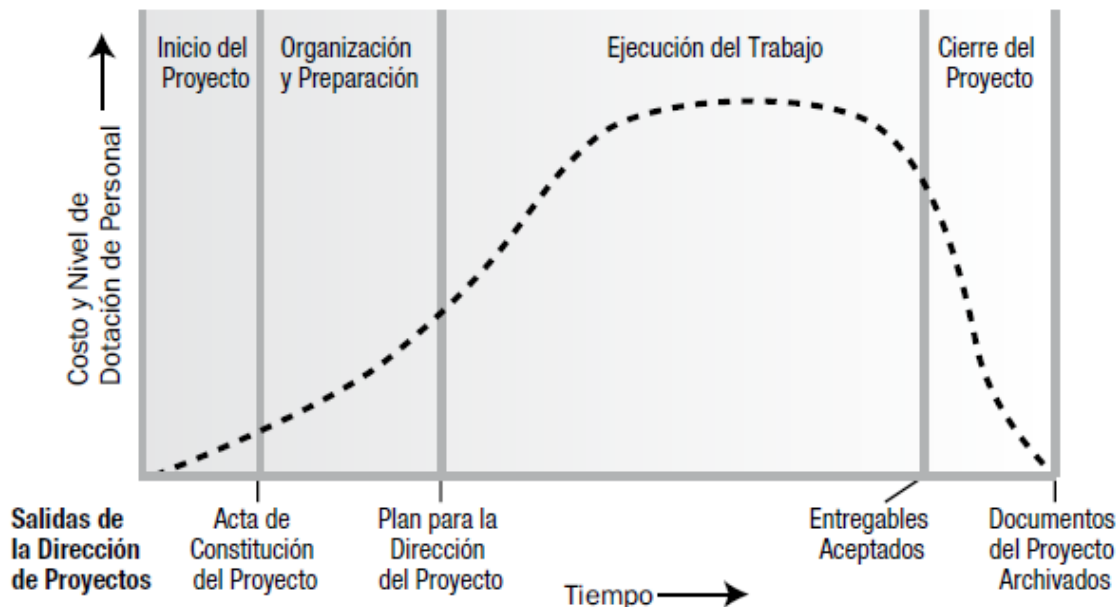 Inicio del
Proyecto
Organización
y Preparación
Ejecución del Trabajo
Cierre del
Proyecto
Costo y Nivel de
Dotación de Personal
Salidas de
la Dirección
de Proyectos
Acta de
Constitución
del Proyecto
Plan para la
Dirección
del Proyecto
Entregables
Aceptados
Documentos
del Proyecto
Archivados
Tiempo